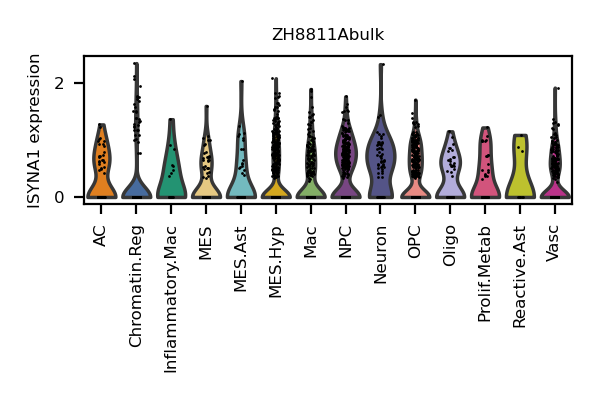 ZH8811Abulk
ISYNA1 expression
2
0
AC
Chromatin.Reg
Inflammatory.Mac
MES
MES.Ast
MES.Hyp
Mac
NPC
Neuron
OPC
Oligo
Prolif.Metab
Reactive.Ast
Vasc